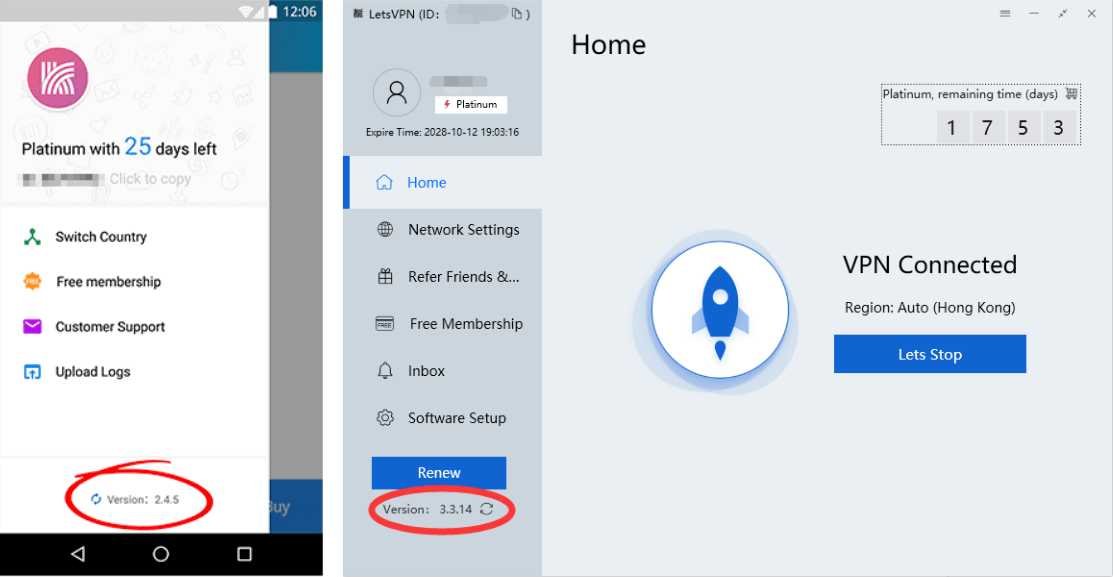 12:06
Platinum with 25 days left
Click to copy
Switch Country
FREE
Free membership
Customer Support
Upload Logs
Version: 2.4.5
Buy
LetsVPN (ID: )
Platinum
Expire Time: 2028-10-12 19:03:16
Home
Network Settings
Refer Friends &...
FREE
Free Membership
Inbox
Software Setup
Renew
Version: 3.3.14
Home
Platinum, remaining time (days)
1 7 5 3
VPN Connected
Region: Auto (Hong Kong)
Lets Stop